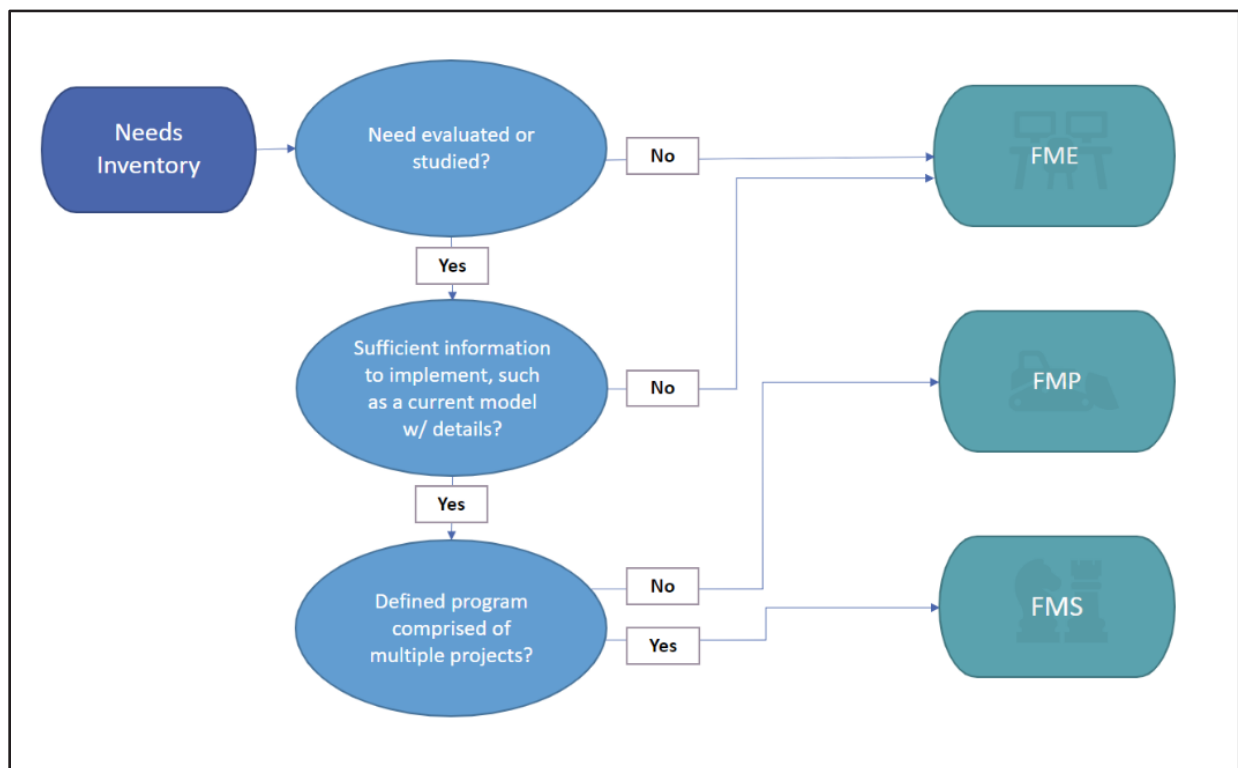 Needs
Inventory
Need evaluated or
studied?
No
FME
Yes
Sufficient information
to implement, such
as a current model
w/ details?
No
FMP
Yes
Defined program
comprised of
multiple projects?
No
Yes
FMS